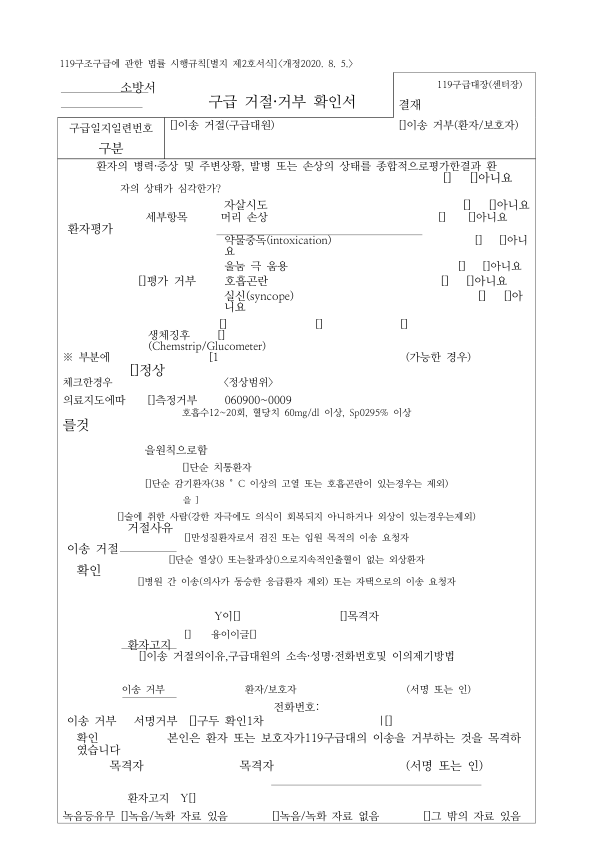 119구조구급에 관한 법률 시행규칙[별지 제2호서식]<개정2020. 8. 5.>
소방서
119구급대장(센터장)
구급 거절·거부 확인서
결재
구급일지일련번호
[]이송 거절(구급대원) []이송 거부(환자/보호자)
구분
환자의 병력·증상 및 주변상황, 발병 또는 손상의 상태를 종합적으로평가한결과 환
[] []아니요
자의 상태가 심각한가?
자살시도 [] []아니요
세부항목 머리 손상 [] []아니요
환자평가
약물중독(intoxication) [] []아니
요
울눔 극 움용 [] []아니요
[]평가 거부 호흡곤란 [] []아니요
실신(syncope) [] []아
니요
[] [] []
생체징후 []
(Chemstrip/Glucometer)
※ 부분에 [1 (가능한 경우)
[]정상
체크한경우 〈정상범위〉
의료지도에따 []측정거부 060900~0009
호흡수12~20회, 혈당치 60mg/dl 이상, Sp0295% 이상
를것
을원칙으로함
[]단순 치통환자
[]단순 감기환자(38 ° C 이상의 고열 또는 호흡곤란이 있는경우는 제외)
을 ]
[]술에 취한 사람(강한 자극에도 의식이 회복되지 아니하거나 외상이 있는경우는제외)
거절사유
[]만성질환자로서 검진 또는 입원 목적의 이송 요청자
이송 거절
[]단순 열상() 또는찰과상()으로지속적인출혈이 없는 외상환자
확인
[]병원 간 이송(의사가 동승한 응급환자 제외) 또는 자택으로의 이송 요청자
Y이[] []목격자
[] 융이이글[]
환자고지
[]이송 거절의이유,구급대원의 소속·성명·전화번호및 이의제기방법
이송 거부 환자/보호자 (서명 또는 인)
전화번호:
이송 거부 서명거부 []구두 확인1차 |[]
확인 본인은 환자 또는 보호자가119구급대의 이송을 거부하는 것을 목격하
였습니다
목격자 목격자 (서명 또는 인)
환자고지 Y[]
녹음등유무 []녹음/녹화 자료 있음 []녹음/녹화 자료 없음 []그 밖의 자료 있음